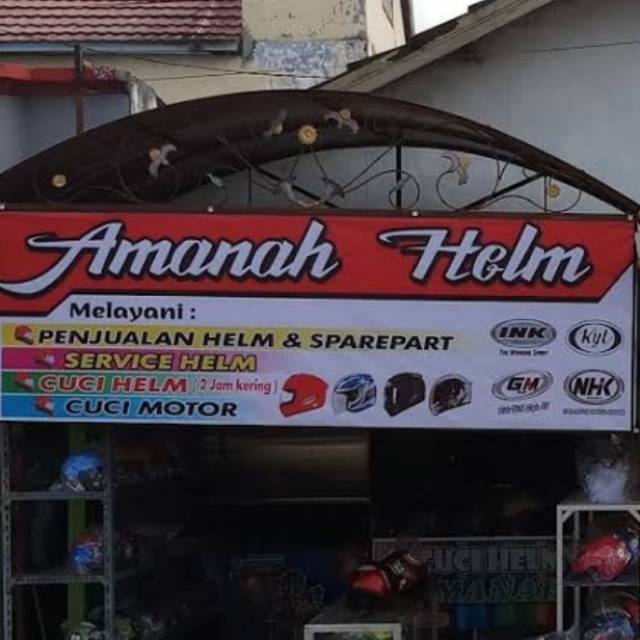 Amanah Helm
Melayani :
PENJUALAN HELM & SPAREPART
SERVICE HELM
CUCI HELM ( 2 Jam kering )
CUCI MOTOR
INK
Kyt
GM
NHK
CUCI HELM